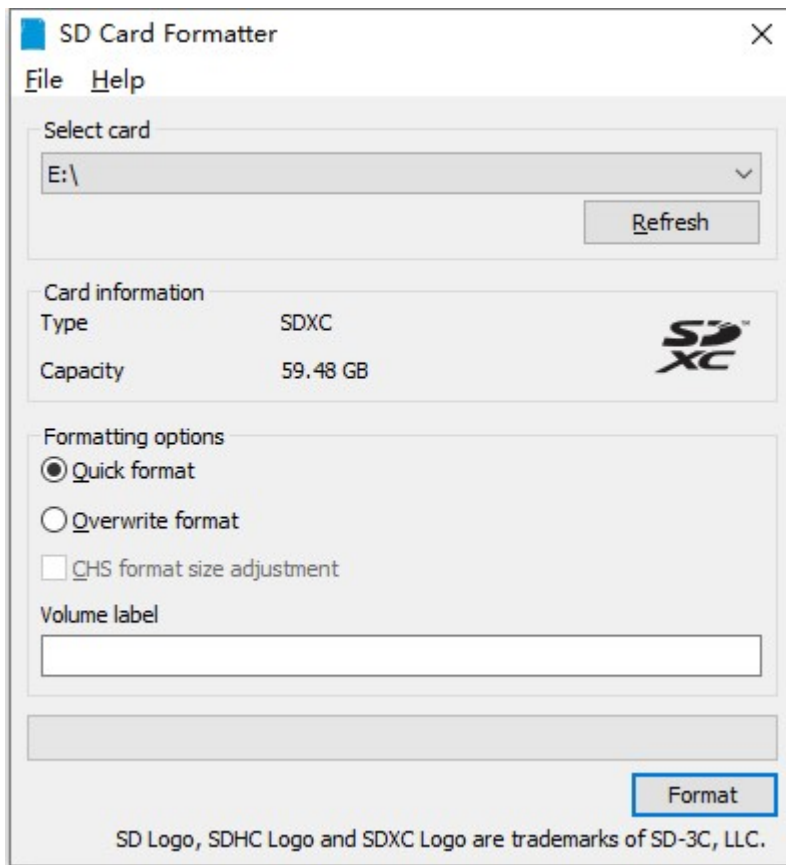 SD Card Formatter
File Help
Select card
E:\
Refresh
Card information
Type SDXC
Capacity 59.48 GB
SD XC™
Formatting options
Quick format
Overwrite format
CHS format size adjustment
Volume label
Format
SD Logo, SDHC Logo and SDXC Logo are trademarks of SD-3C, LLC.